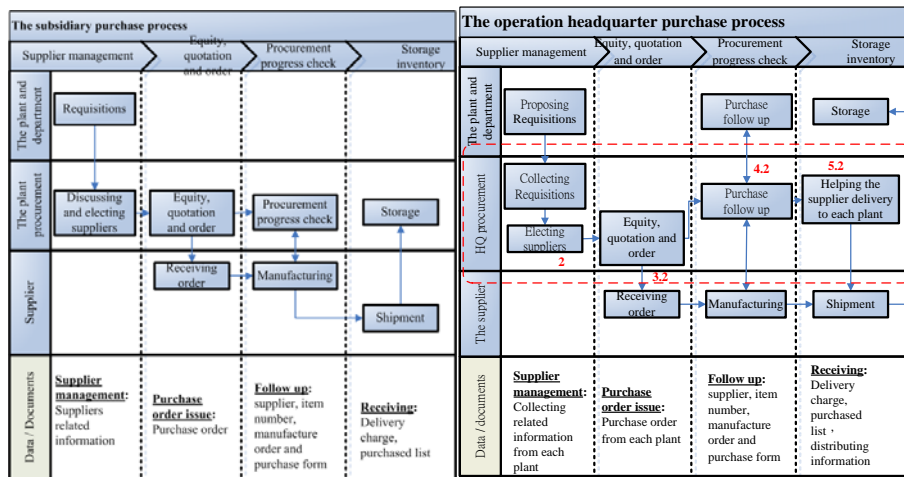 The subsidiary purchase process
Supplier management
Equity,
quotation
and order
Procurement
progress check
Storage
inventory
The plant and
department
Requisitions
The plant
procurement
Discussing
and electing
suppliers
Equity,
quotation
and order
Procurement
progress check
Storage
Supplier
Receiving
order
Manufacturing
Shipment
Data / Documents
Supplier
management:
Suppliers
related
information
Purchase
order issue:
Purchase order
Follow up:
supplier, item
number,
manufacture
order and
purchase form
Receiving:
Delivery
charge,
purchased list
The operation headquarter purchase process
Supplier management
Equity, quotation
and order
Procurement
progress check
Storage
inventory
The plant and
department
Proposing
Requisitions
Purchase
follow up
Storage
HQ procurement
Collecting
Requisitions
Electing
suppliers
2
Equity,
quotation and
order
3.2
4.2
Purchase
follow up
5.2
Helping the
supplier delivery
to each plant
The supplier
Receiving
order
Manufacturing
Shipment
Data / documents
Supplier
management:
Collecting
related
information
from each
plant
Purchase
order issue:
Purchase order
from each plant
Follow up:
supplier, item
number,
manufacture
order and
purchase form
Receiving:
Delivery
charge,
purchased
list，
distributing
information